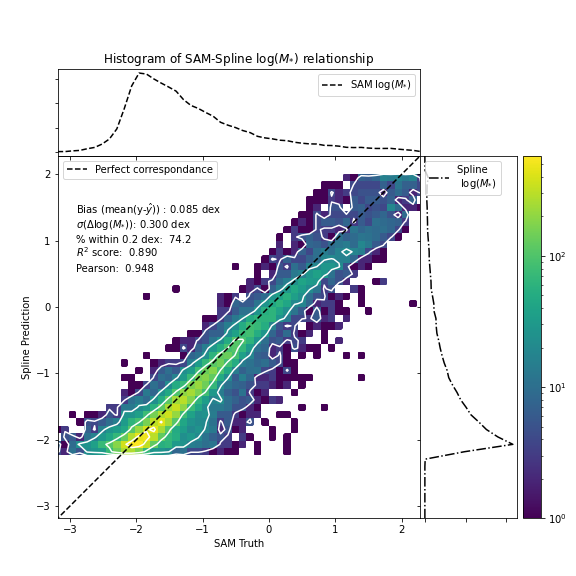 Histogram of SAM-Spline log(M*) relationship
SAM log(M*)
Perfect correspondance
Spline
log(M*)
Bias (mean(y-ŷ)) : 0.085 dex
σ(Δlog(M*)): 0.300 dex
% within 0.2 dex: 74.2
R² score: 0.890
Pearson: 0.948
2
1
0
−1
−2
−3
Spline Prediction
−3 −2 −1 0 1 2
SAM Truth
10²
10¹
10⁰